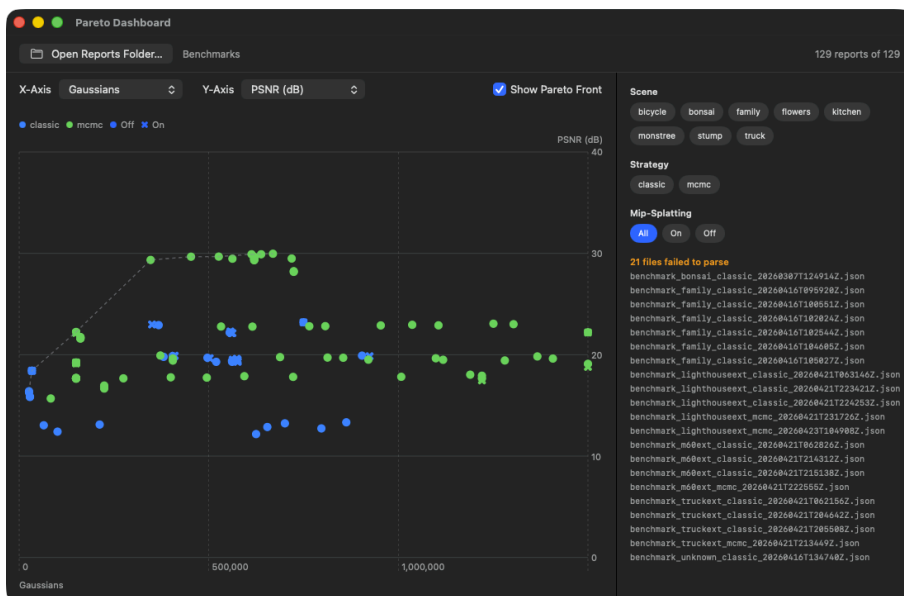 Pareto Dashboard
Open Reports Folder... Benchmarks 129 reports of 129
X-Axis Gaussians Y-Axis PSNR (dB) Show Pareto Front
classic mcmc Off On
PSNR (dB)
40
30
20
10
0
0 500,000 1,000,000
Gaussians
Scene
bicycle bonsai family flowers kitchen
monstree stump truck
Strategy
classic mcmc
Mip-Splatting
All On Off
21 files failed to parse
benchmark_bonsai_classic_20260307T124914Z.json
benchmark_family_classic_20260416T095920Z.json
benchmark_family_classic_20260416T100551Z.json
benchmark_family_classic_20260416T102024Z.json
benchmark_family_classic_20260416T102544Z.json
benchmark_family_classic_20260416T104605Z.json
benchmark_family_classic_20260416T105027Z.json
benchmark_lighthouseext_classic_20260421T063146Z.json
benchmark_lighthouseext_classic_20260421T223421Z.json
benchmark_lighthouseext_classic_20260421T224253Z.json
benchmark_lighthouseext_mcmc_20260421T231726Z.json
benchmark_lighthouseext_mcmc_20260423T104908Z.json
benchmark_m60ext_classic_20260421T062826Z.json
benchmark_m60ext_classic_20260421T214312Z.json
benchmark_m60ext_classic_20260421T215138Z.json
benchmark_m60ext_mcmc_20260421T222555Z.json
benchmark_truckext_classic_20260421T062156Z.json
benchmark_truckext_classic_20260421T204642Z.json
benchmark_truckext_classic_20260421T205508Z.json
benchmark_truckext_mcmc_20260421T213449Z.json
benchmark_unknown_classic_20260416T134740Z.json